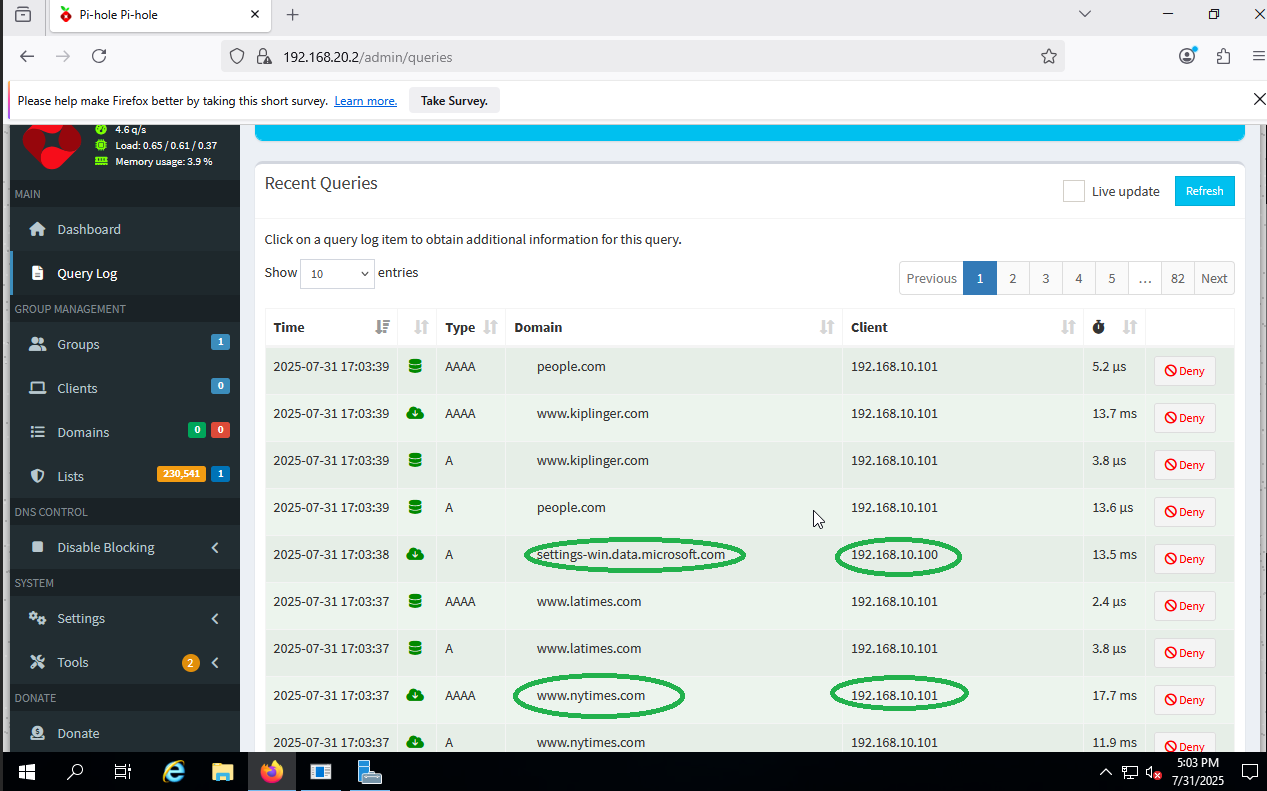 Pi-hole Pi-hole
192.168.20.2/admin/queries
Please help make Firefox better by taking this short survey. Learn more. Take Survey.
4.6 q/s
Load: 0.65 / 0.61 / 0.37
Memory usage: 3.9 %
MAIN
Dashboard
Query Log
GROUP MANAGEMENT
Groups 1
Clients 0
Domains 0 0
Lists 230,541 1
DNS CONTROL
Disable Blocking
SYSTEM
Settings
Tools 2
DONATE
Donate
Recent Queries
Live update Refresh
Click on a query log item to obtain additional information for this query.
Show 10 entries
Previous 1 2 3 4 5 … 82 Next
Time Type Domain Client
2025-07-31 17:03:39 AAAA people.com 192.168.10.101 5.2 µs Deny
2025-07-31 17:03:39 AAAA www.kiplinger.com 192.168.10.101 13.7 ms Deny
2025-07-31 17:03:39 A www.kiplinger.com 192.168.10.101 3.8 µs Deny
2025-07-31 17:03:39 A people.com 192.168.10.101 13.6 µs Deny
2025-07-31 17:03:38 A settings-win.data.microsoft.com 192.168.10.100 13.5 ms Deny
2025-07-31 17:03:37 AAAA www.latimes.com 192.168.10.101 2.4 µs Deny
2025-07-31 17:03:37 A www.latimes.com 192.168.10.101 3.8 µs Deny
2025-07-31 17:03:37 AAAA www.nytimes.com 192.168.10.101 17.7 ms Deny
2025-07-31 17:03:37 A www.nytimes.com 192.168.10.101 11.9 ms Deny
5:03 PM
7/31/2025